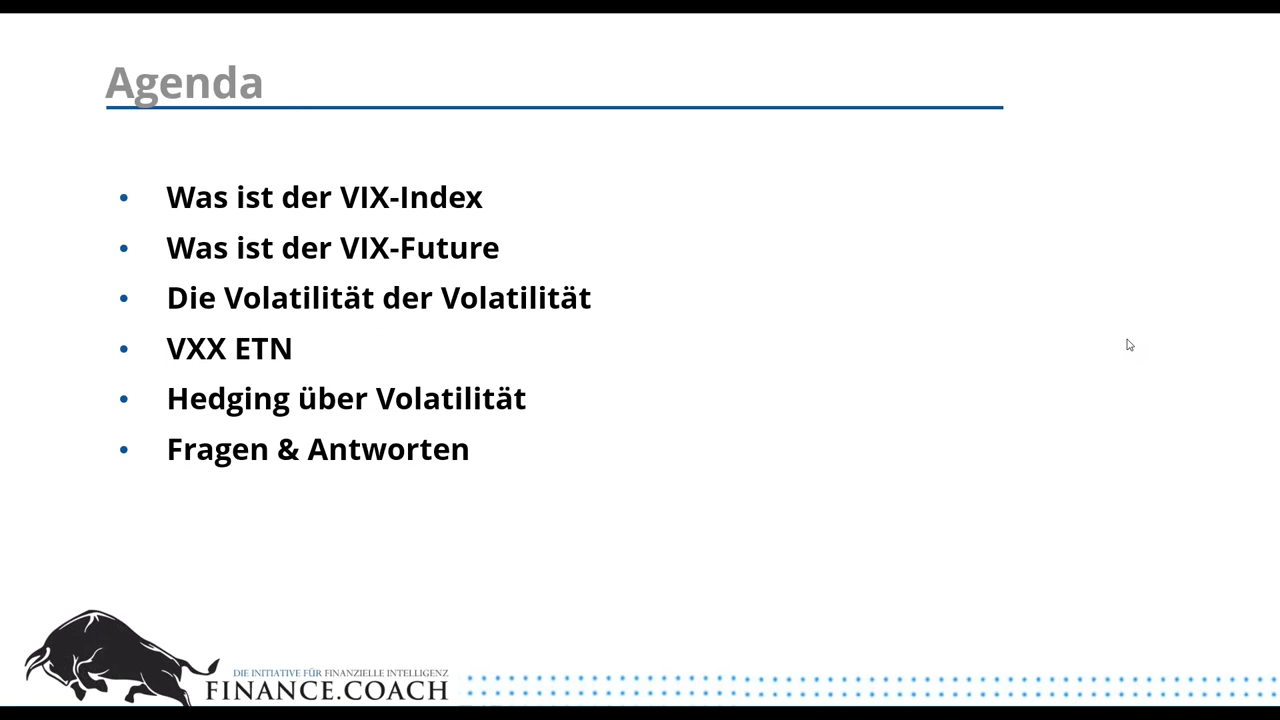 Agenda
• Was ist der VIX-Index
• Was ist der VIX-Future
• Die Volatilität der Volatilität
• VXX ETN
• Hedging über Volatilität
• Fragen & Antworten
DIE INITIATIVE FÜR FINANZIELLE INTELLIGENZ
FINANCE.COACH